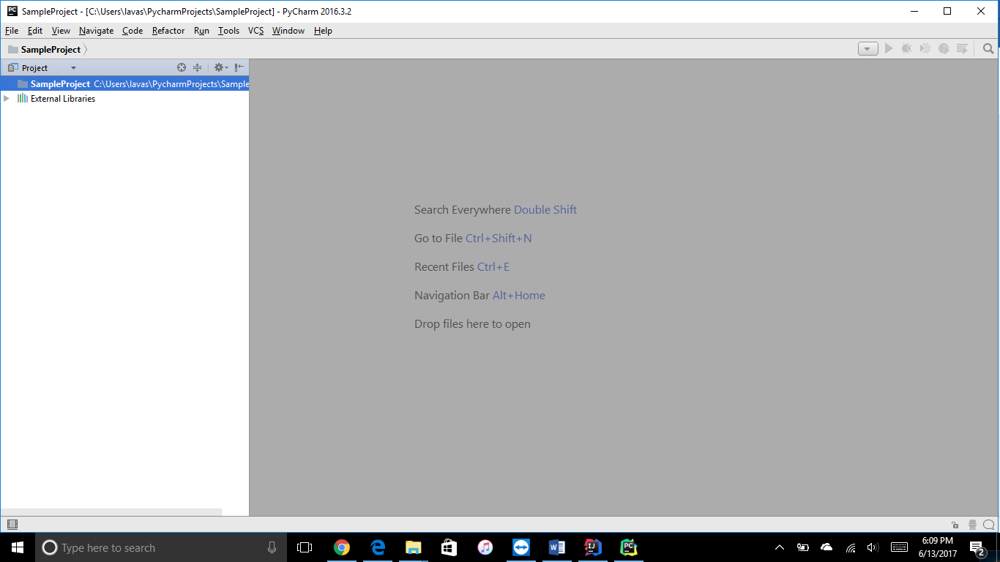 SampleProject - [C:\Users\lavas\PycharmProjects\SampleProject] - PyCharm 2016.3.2
File Edit View Navigate Code Refactor Run Tools VCS Window Help
SampleProject
Project
SampleProject C:\Users\lavas\PycharmProjects\Sample
External Libraries
Search Everywhere Double Shift
Go to File Ctrl+Shift+N
Recent Files Ctrl+E
Navigation Bar Alt+Home
Drop files here to open
Type here to search
6:09 PM
6/13/2017
2